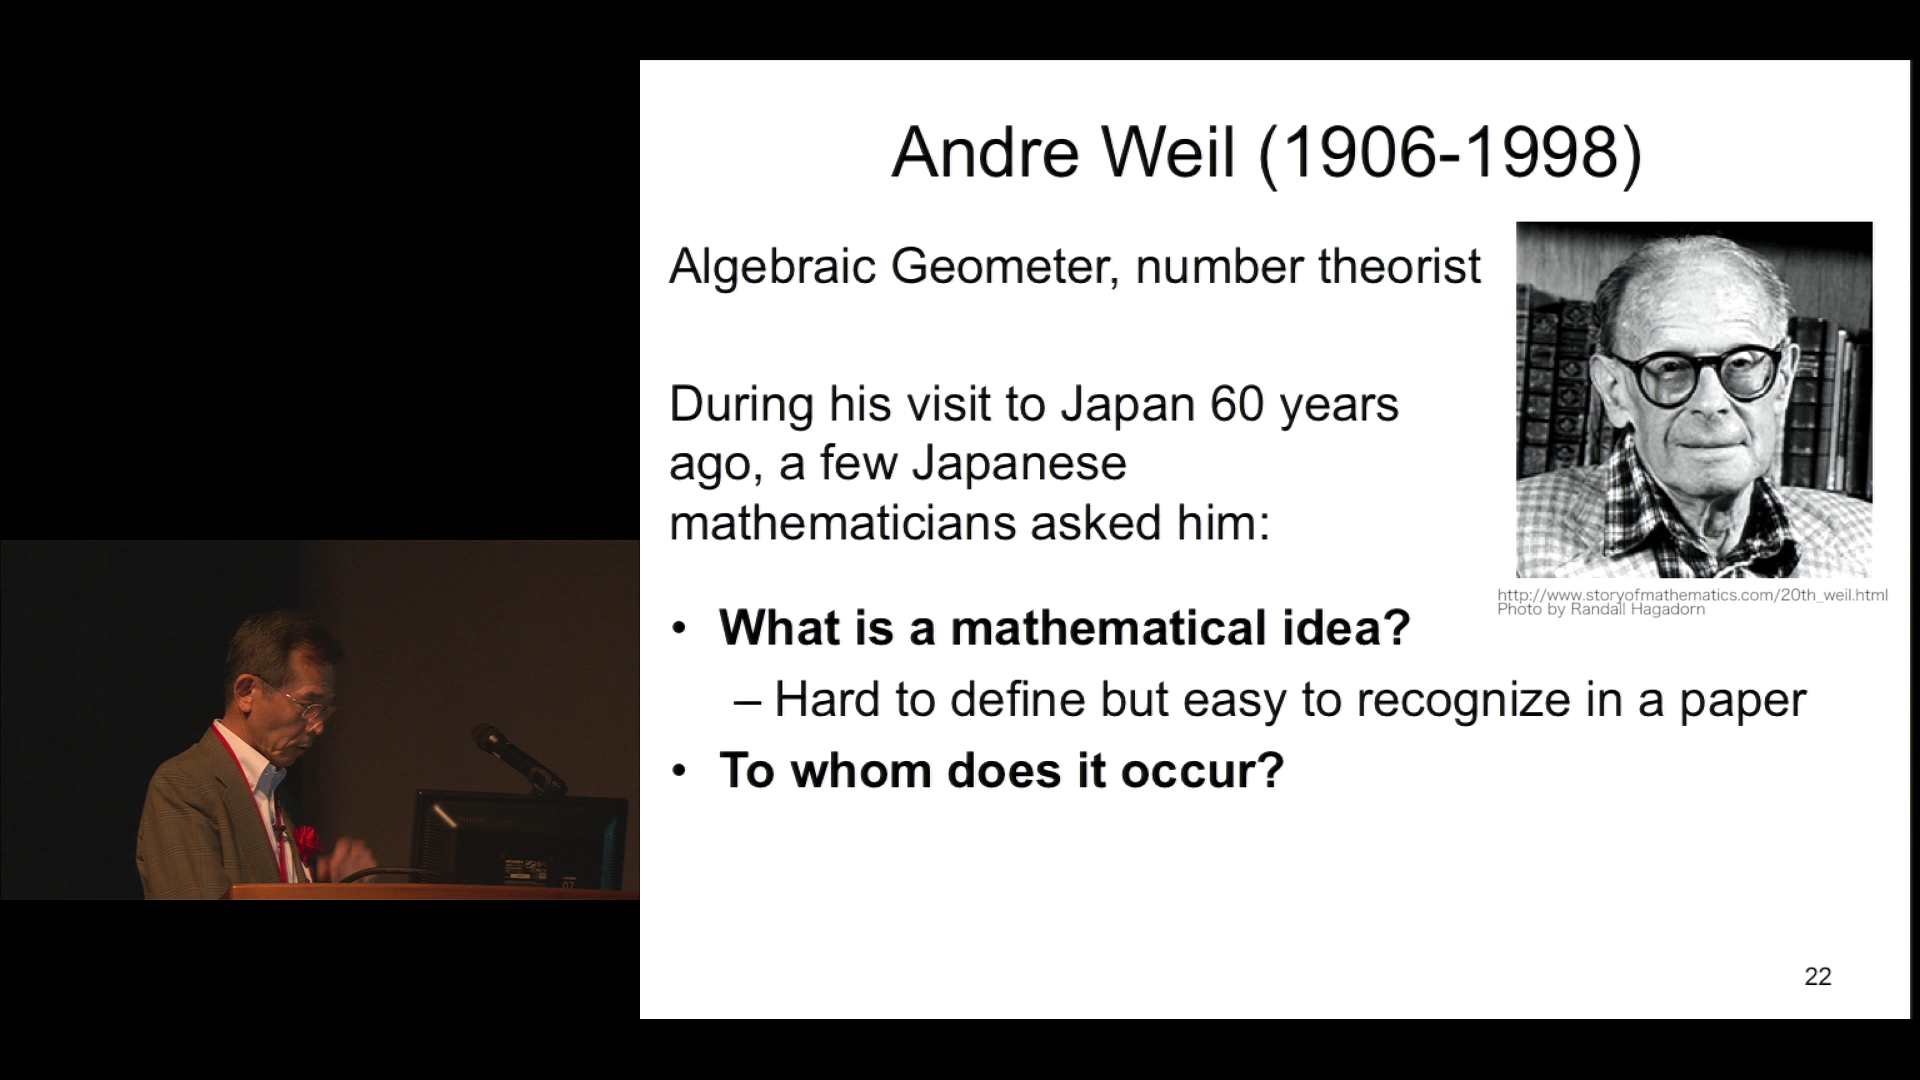 Andre Weil (1906-1998)
Algebraic Geometer, number theorist
During his visit to Japan 60 years
ago, a few Japanese
mathematicians asked him:
http://www.storyofmathematics.com/20th_weil.html
Photo by Randall Hagadorn
• What is a mathematical idea?
– Hard to define but easy to recognize in a paper
• To whom does it occur?
22